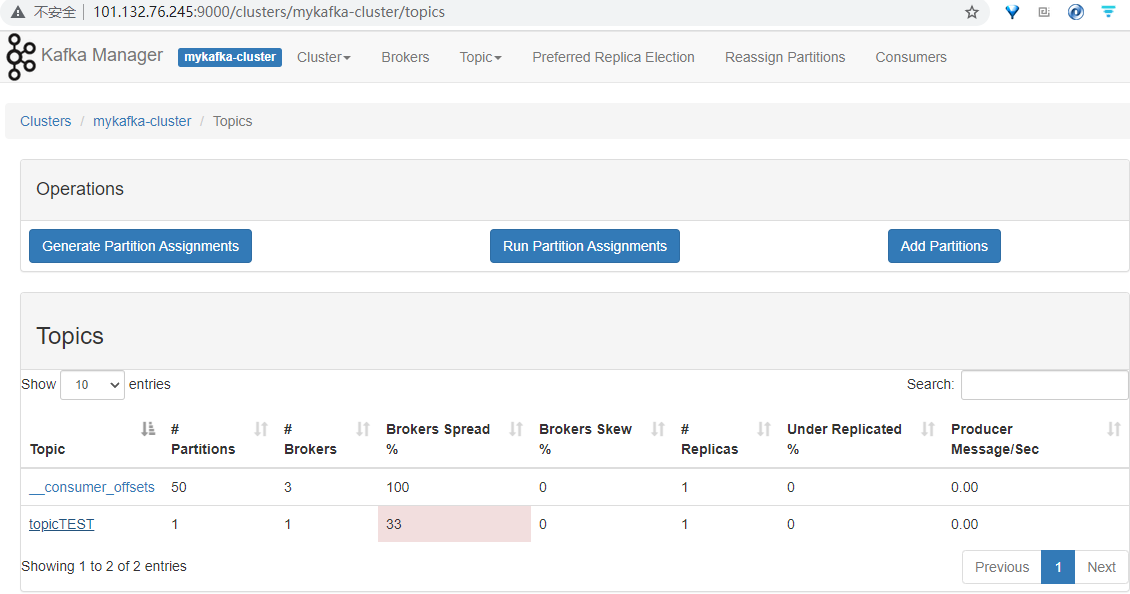 不安全 101.132.76.245:9000/clusters/mykafka-cluster/topics
Kafka Manager mykafka-cluster Cluster Brokers Topic Preferred Replica Election Reassign Partitions Consumers
Clusters / mykafka-cluster / Topics
Operations
Generate Partition Assignments Run Partition Assignments Add Partitions
Topics
Show 10 entries Search:
Topic # Partitions # Brokers Brokers Spread % Brokers Skew % # Replicas Under Replicated % Producer Message/Sec
__consumer_offsets 50 3 100 0 1 0 0.00
topicTEST 1 1 33 0 1 0 0.00
Showing 1 to 2 of 2 entries Previous 1 Next